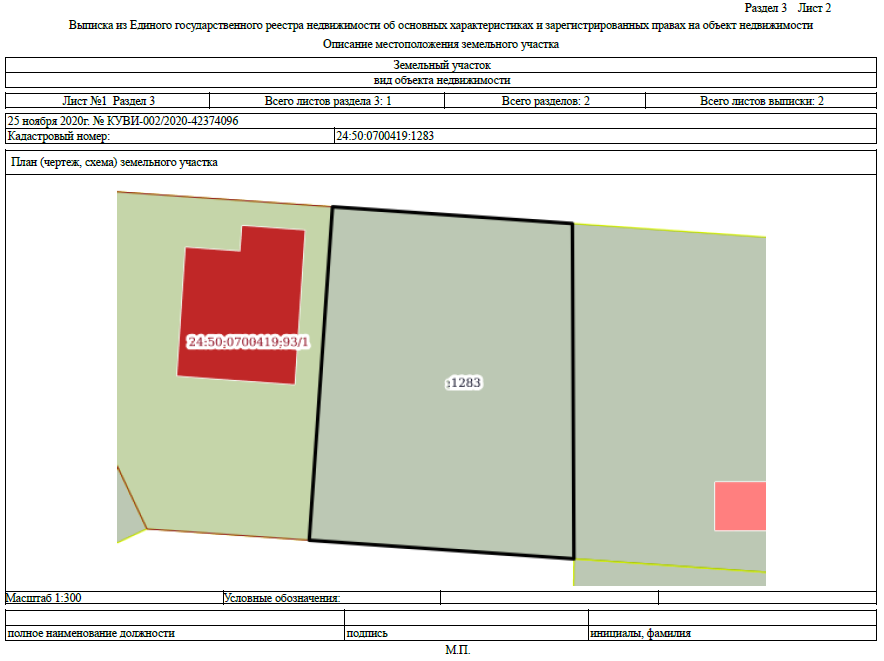 Раздел 3 Лист 2
Выписка из Единого государственного реестра недвижимости об основных характеристиках и зарегистрированных правах на объект недвижимости
Описание местоположения земельного участка
Земельный участок
вид объекта недвижимости
Лист №1 Раздел 3 Всего листов раздела 3: 1 Всего разделов: 2 Всего листов выписки: 2
25 ноября 2020г. № КУВИ-002/2020-42374096
Кадастровый номер: 24:50:0700419:1283
План (чертеж, схема) земельного участка
24:50:0700419:93/1
:1283
Масштаб 1:300 Условные обозначения:
полное наименование должности подпись инициалы, фамилия
М.П.